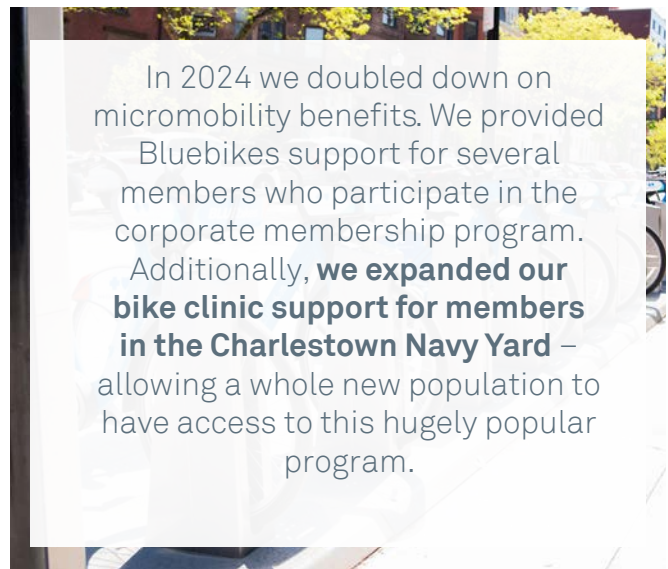 In 2024 we doubled down on
micromobility benefits. We provided
Bluebikes support for several
members who participate in the
corporate membership program.
Additionally, we expanded our
bike clinic support for members
in the Charlestown Navy Yard –
allowing a whole new population to
have access to this hugely popular
program.